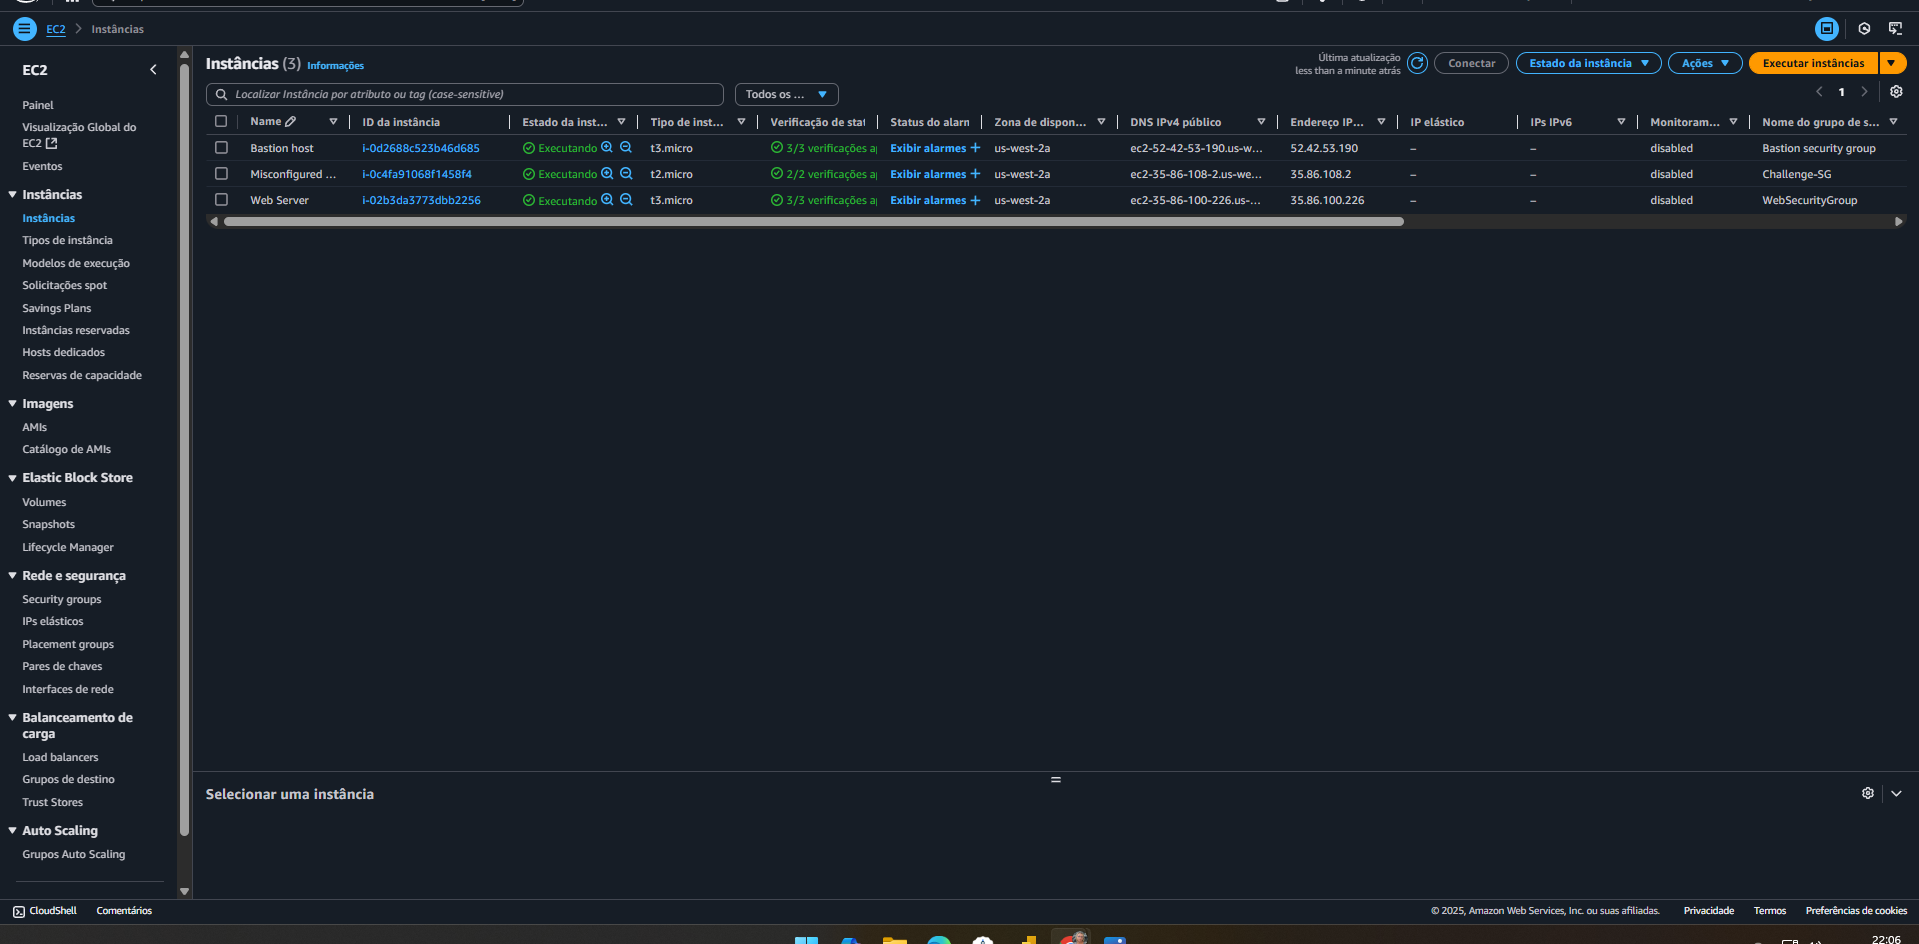 EC2 Instâncias
EC2
Painel
Visualização Global do
EC2
Eventos
Instâncias
Instâncias
Tipos de instância
Modelos de execução
Solicitações spot
Savings Plans
Instâncias reservadas
Hosts dedicados
Reservas de capacidade
Imagens
AMIs
Catálogo de AMIs
Elastic Block Store
Volumes
Snapshots
Lifecycle Manager
Rede e segurança
Security groups
IPs elásticos
Placement groups
Pares de chaves
Interfaces de rede
Balanceamento de
carga
Load balancers
Grupos de destino
Trust Stores
Auto Scaling
Grupos Auto Scaling
Instâncias (3) Informações
Última atualização
less than a minute atrás
Conectar Estado da instância Ações Executar instâncias
Localizar Instância por atributo ou tag (case-sensitive) Todos os ... 1
Name ID da instância Estado da inst... Tipo de inst... Verificação de stat Status do alarn Zona de dispon... DNS IPv4 público Endereço IP... IP elástico IPs IPv6 Monitoram... Nome do grupo de s...
Bastion host i-0d2688c523b46d685 Executando t3.micro 3/3 verificações a Exibir alarmes + us-west-2a ec2-52-42-53-190.us-w... 52.42.53.190 – – disabled Bastion security group
Misconfigured ... i-0c4fa91068f1458f4 Executando t2.micro 2/2 verificações a Exibir alarmes + us-west-2a ec2-35-86-108-2.us-we... 35.86.108.2 – – disabled Challenge-SG
Web Server i-02b3da3773dbb2256 Executando t3.micro 3/3 verificações a Exibir alarmes + us-west-2a ec2-35-86-100-226.us-... 35.86.100.226 – – disabled WebSecurityGroup
Selecionar uma instância
CloudShell Comentários © 2025, Amazon Web Services, Inc. ou suas afiliadas. Privacidade Termos Preferências de cookies
22:06